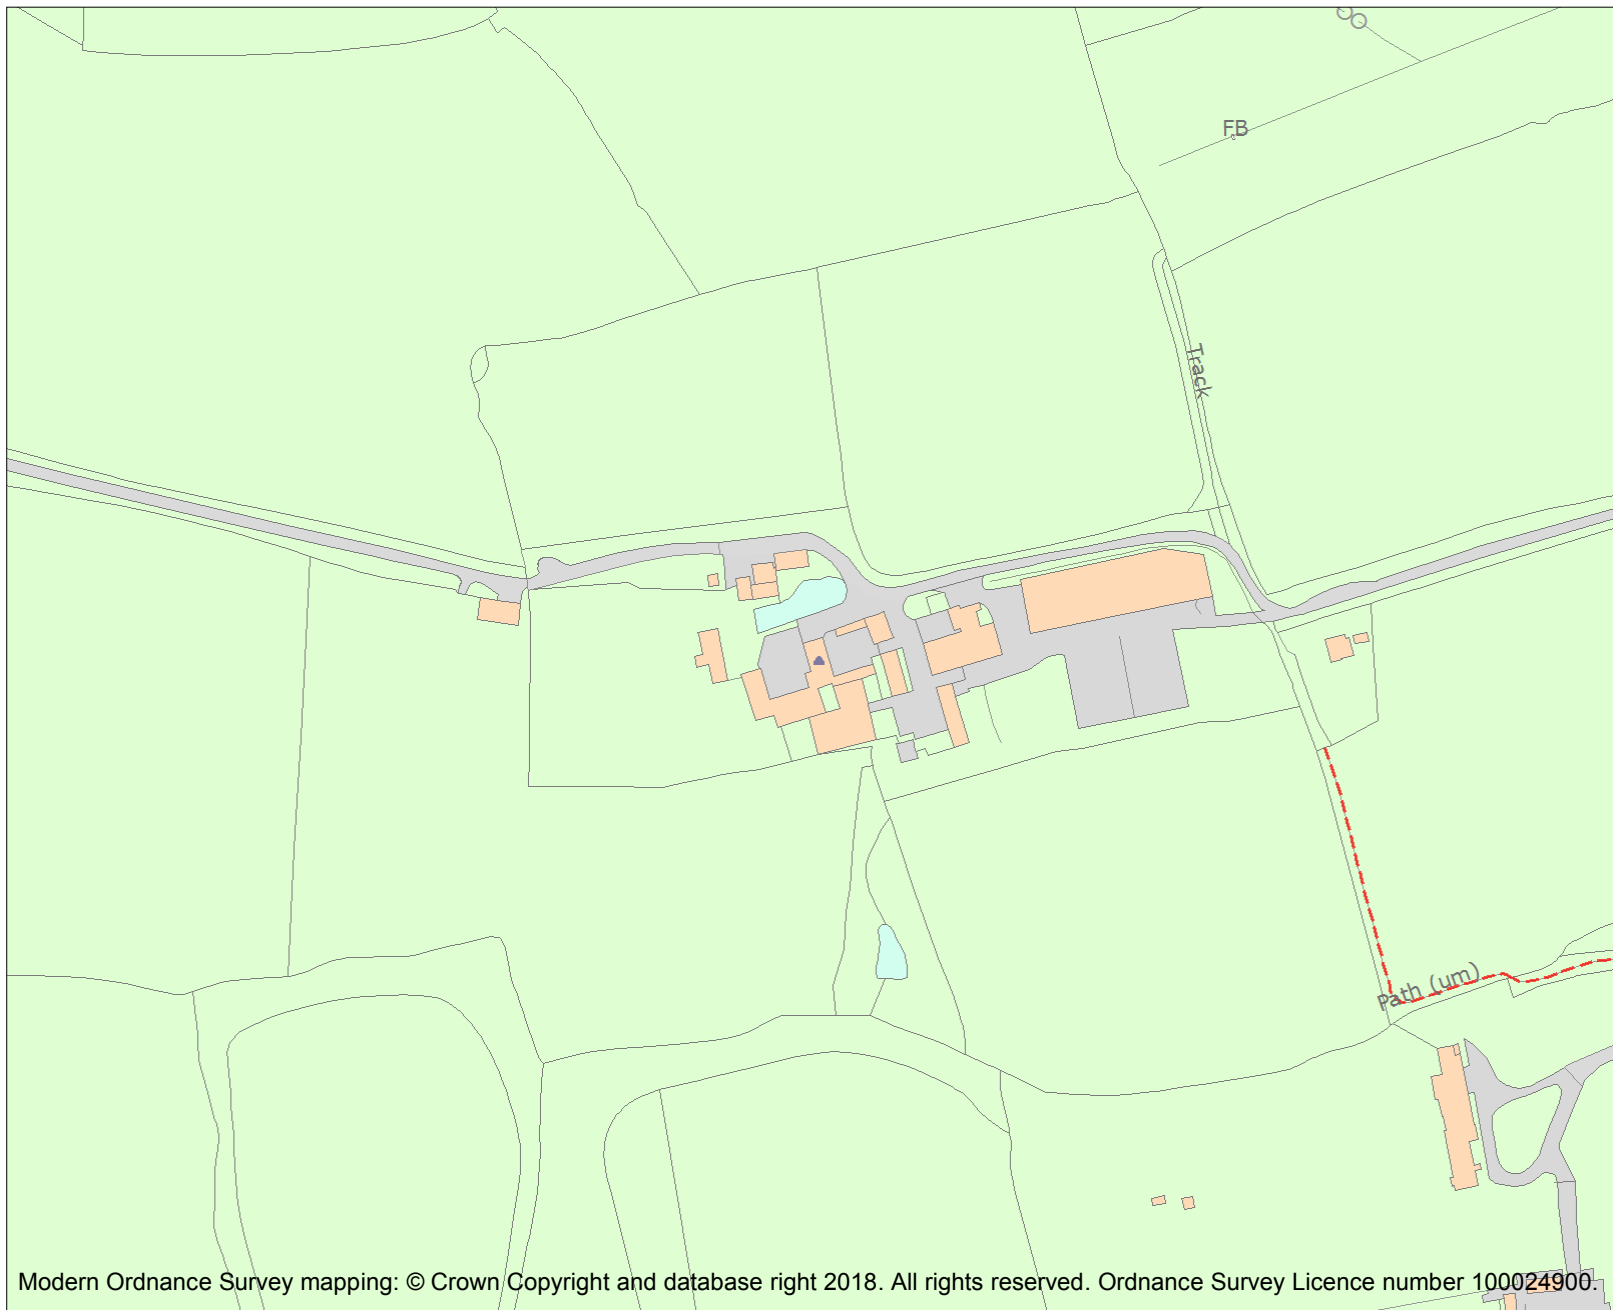 FB
Track
Path (um)
Modern Ordnance Survey mapping: © Crown Copyright and database right 2018. All rights reserved. Ordnance Survey Licence number 100024900.